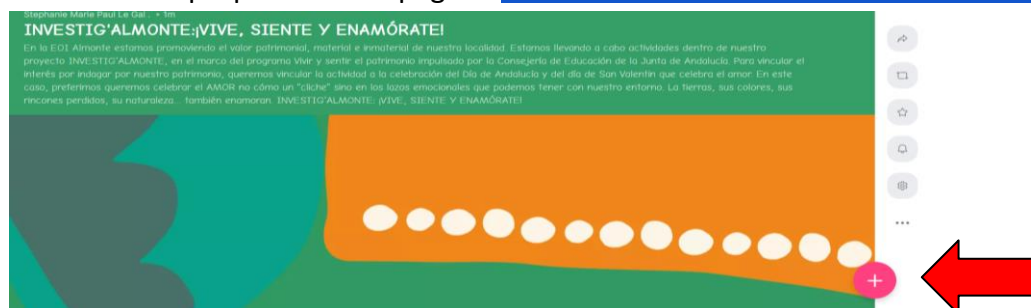 Stephanie Marie Paul Le Gal . • 1m
INVESTIG'ALMONTE:¡VIVE, SIENTE Y ENAMÓRATE!
En la EOI Almonte estamos promoviendo el valor patrimonial, material e inmaterial de nuestra localidad. Estamos llevando a cabo actividades dentro de nuestro
proyecto INVESTIG'ALMONTE, en el marco del programa Vivir y sentir el patrimonio impulsado por la Consejería de Educación de la Junta de Andalucía. Para vincular el
interés por indagar por nuestro patrimonio, queremos vincular la actividad a la celebración del Día de Andalucía y del día de San Valentín que celebra el amor. En este
caso, preferimos queremos celebrar el AMOR no cómo un "cliche" sino en los lazos emocionales que podemos tener con nuestro entorno. La tierras, sus colores, sus
rincones perdidos, su naturaleza... también enamoran. INVESTIG'ALMONTE: ¡VIVE, SIENTE Y ENAMÓRATE!